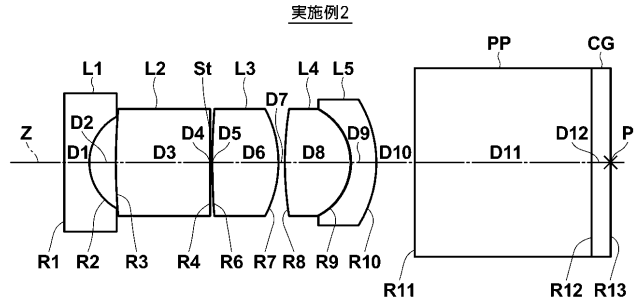 実施例2
PP CG
L1 L2 St L3 L4 L5
D7
Z D2 D4 D5 D9 D12 P
D1 D3 D6 D8 D10 D11
R1 R2 R3 R4 R6 R7 R8 R9 R10
R11 R12 R13